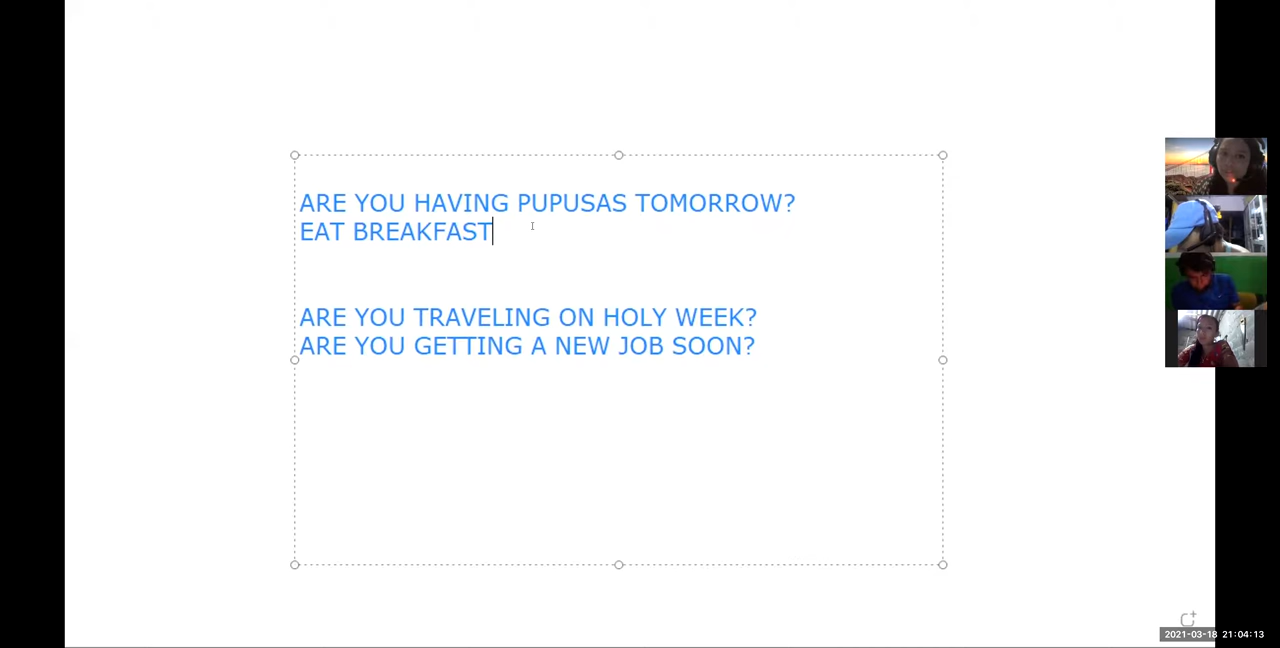 ARE YOU HAVING PUPUSAS TOMORROW?
EAT BREAKFAST
ARE YOU TRAVELING ON HOLY WEEK?
ARE YOU GETTING A NEW JOB SOON?
2021-03-18 21:04:13